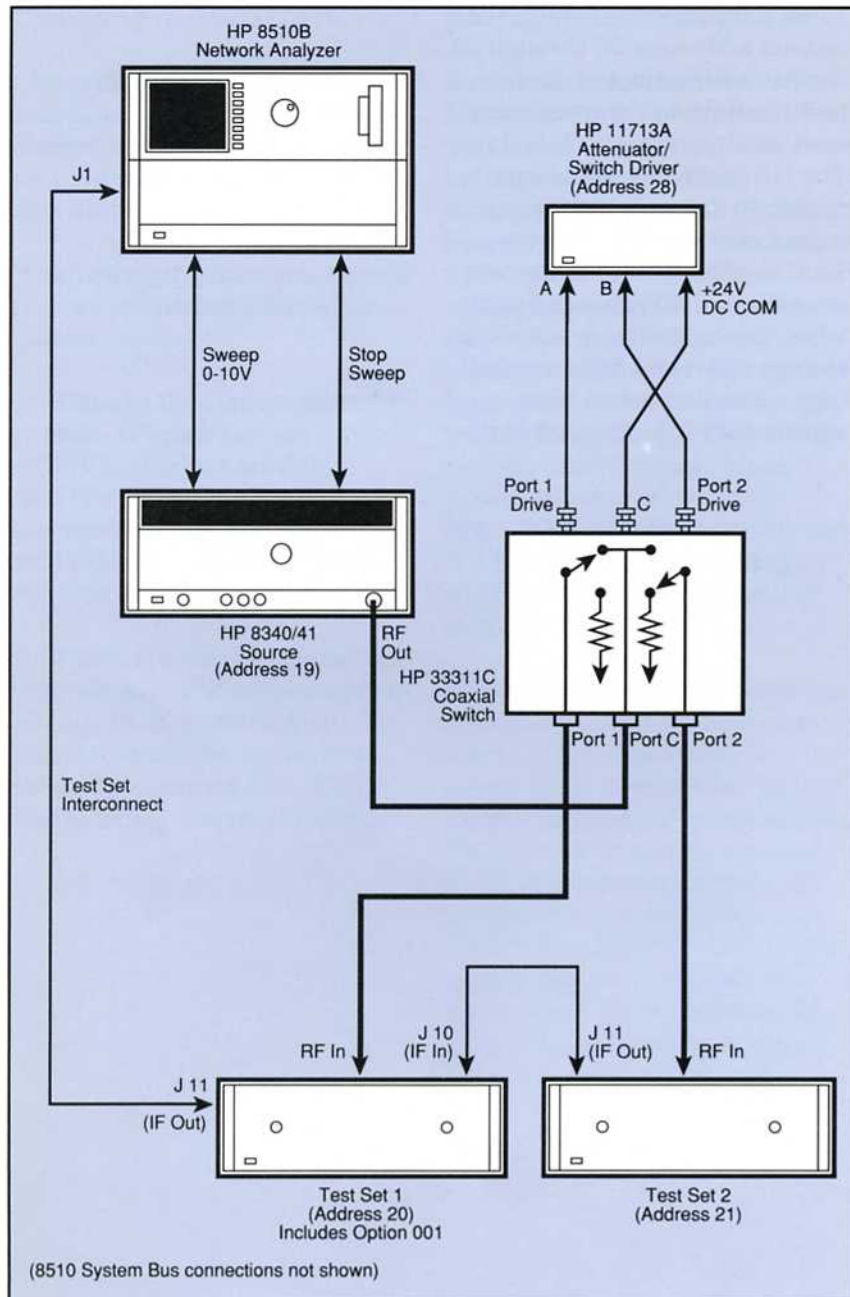 HP 8510B
Network Analyzer
J1
HP 11713A
Attenuator/
Switch Driver
(Address 28)
A
B
+24V
DC COM
Sweep
0-10V
Stop
Sweep
Port 1
Drive
C
Port 2
Drive
HP 8340/41
Source
(Address 19)
RF
Out
HP 33311C
Coaxial
Switch
Port 1
Port C
Port 2
Test Set
Interconnect
RF In
J 10
(IF In)
J 11
(IF Out)
RF In
J 11
(IF Out)
Test Set 1
(Address 20)
Includes Option 001
Test Set 2
(Address 21)
(8510 System Bus connections not shown)